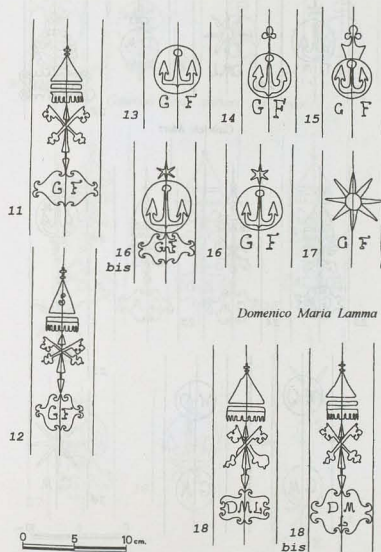 G F
11
G F
13
G F
14
G F
15
G F
16
bis
G F
16
G F
17
G F
12
Domenico Maria Lamma
D M L
18
D M
18
bis
0 5 10 cm.